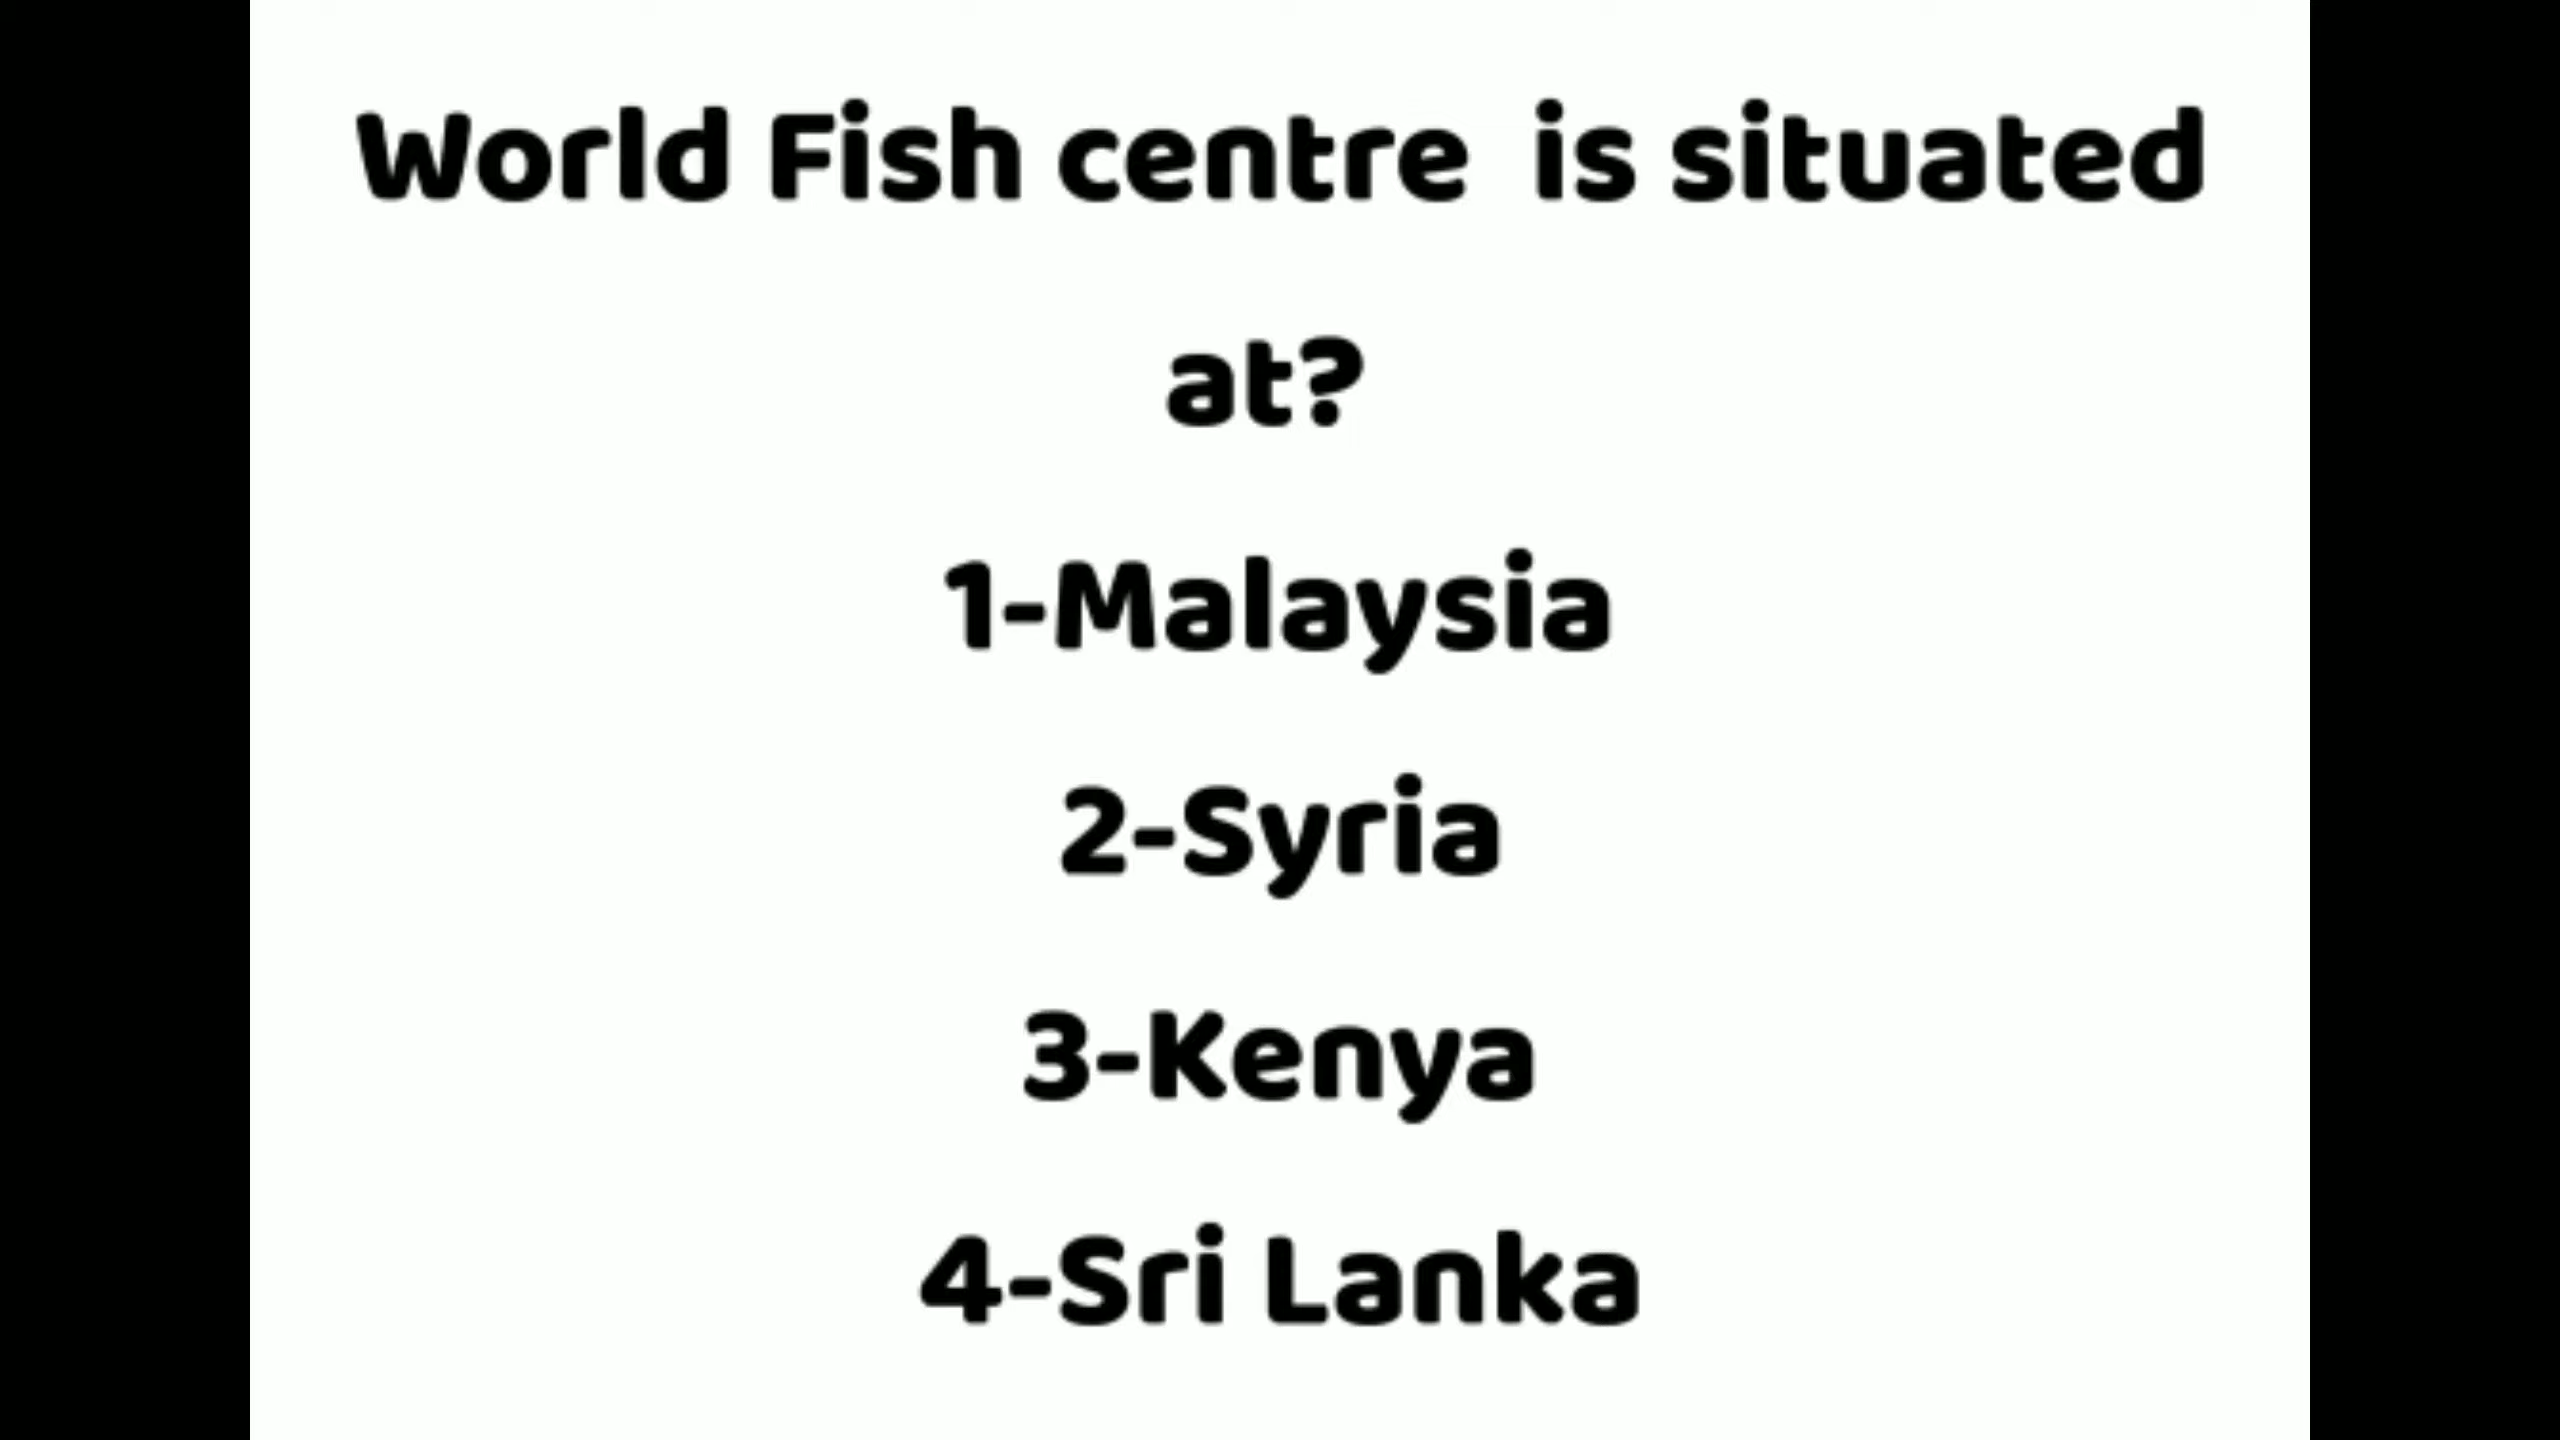 World Fish centre  is situated
at?
1-Malaysia
2-Syria
3-Kenya
4-Sri Lanka